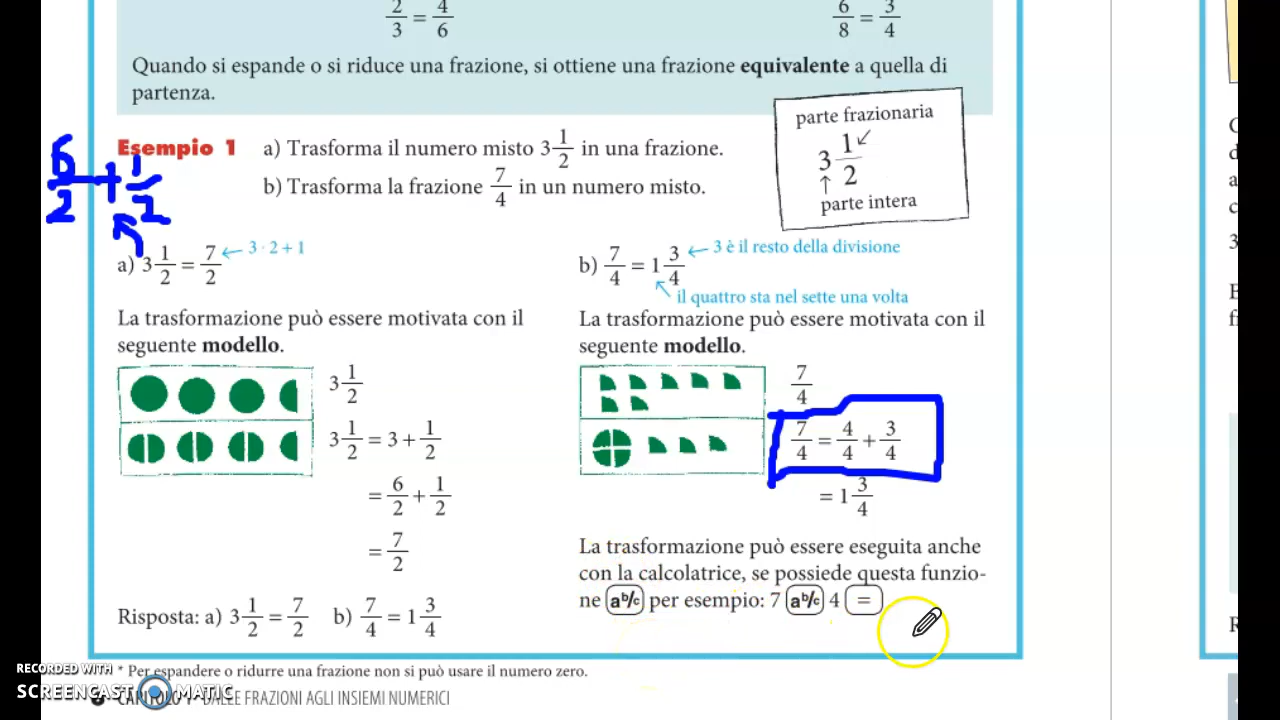 2/3 = 4/6
6/8 = 3/4
Quando si espande o si riduce una frazione, si ottiene una frazione equivalente a quella di
partenza.
parte frazionaria
3 1/2
parte intera
Esempio 1 a) Trasforma il numero misto 3 1/2 in una frazione.
b) Trasforma la frazione 7/4 in un numero misto.
6/2 + 1/2
a) 3 1/2 = 7/2 ← 3 · 2 + 1
La trasformazione può essere motivata con il
seguente modello.
3 1/2
3 1/2 = 3 + 1/2
= 6/2 + 1/2
= 7/2
b) 7/4 = 1 3/4 ← 3 è il resto della divisione
il quattro sta nel sette una volta
La trasformazione può essere motivata con il
seguente modello.
7/4
7/4 = 4/4 + 3/4
= 1 3/4
La trasformazione può essere eseguita anche
con la calcolatrice, se possiede questa funzio-
ne ab/c per esempio: 7 ab/c 4 =
Risposta: a) 3 1/2 = 7/2 b) 7/4 = 1 3/4
* Per espandere o ridurre una frazione non si può usare il numero zero.
DALLE FRAZIONI AGLI INSIEMI NUMERICI
RECORDED WITH
SCREENCAST MATIC